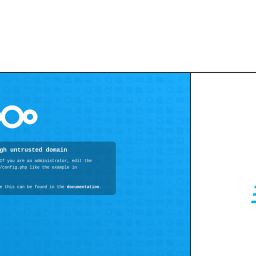 gh untrusted domain
If you are an administrator, edit the
/config.php like the example in
e this can be found in the documentation.